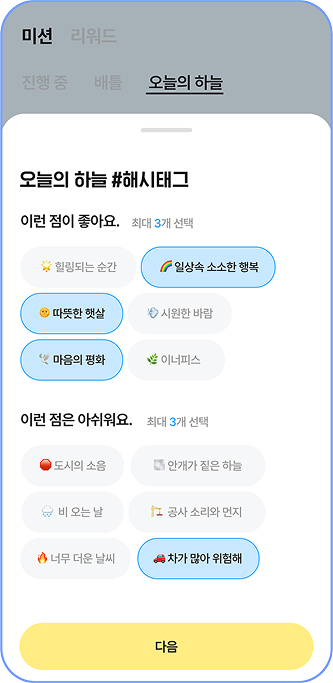 미션 리워드
진행 중 배틀 오늘의 하늘
오늘의 하늘 #해시태그
이런 점이 좋아요. 최대 3개 선택
🌟 힐링되는 순간 🌈 일상속 소소한 행복
🌞 따뜻한 햇살 💨 시원한 바람
🕊️ 마음의 평화 🌿 이너피스
이런 점은 아쉬워요. 최대 3개 선택
🛑 도시의 소음 🌫️ 안개가 짙은 하늘
🌧️ 비 오는 날 🏗️ 공사 소리와 먼지
🔥 너무 더운 날씨 🚗 차가 많아 위험해
다음